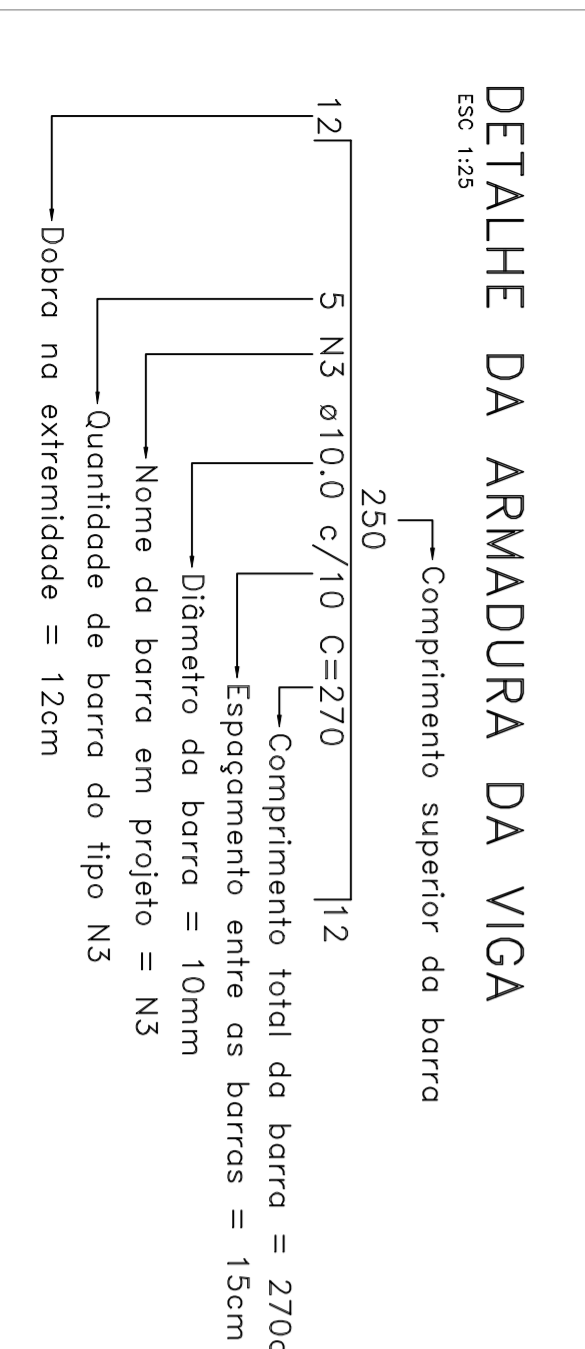 DETALHE DA ARMADURA DA VIGA
ESC 1:25
Comprimento superior da barra
250
12
12
5 N3 ø10.0 c/10 C=270
Comprimento total da barra = 270c
Espaçamento entre as barras = 15cm
Diâmetro da barra = 10mm
Nome da barra em projeto = N3
Quantidade de barra do tipo N3
Dobra na extremidade = 12cm